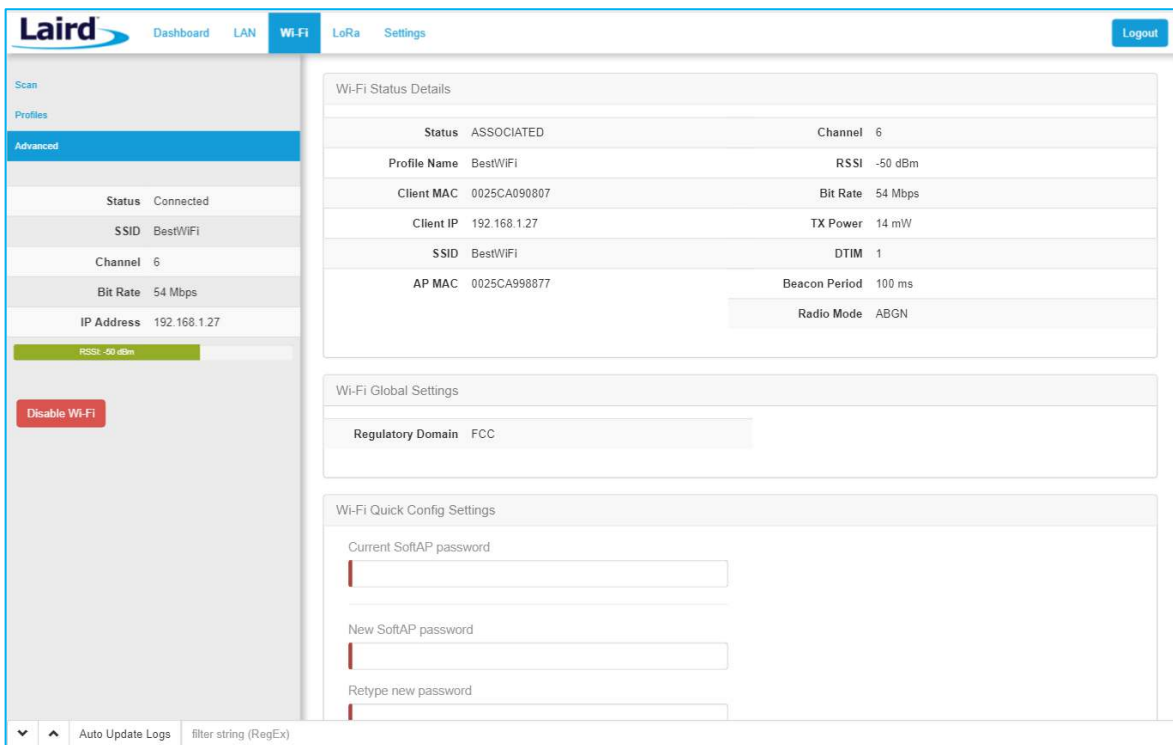 Laird Dashboard LAN Wi-Fi LoRa Settings Logout
Scan
Profiles
Advanced
Status Connected
SSID BestWiFi
Channel 6
Bit Rate 54 Mbps
IP Address 192.168.1.27
RSSI: -50 dBm
Disable Wi-Fi
Wi-Fi Status Details
Status ASSOCIATED Channel 6
Profile Name BestWiFi RSSI -50 dBm
Client MAC 0025CA090807 Bit Rate 54 Mbps
Client IP 192.168.1.27 TX Power 14 mW
SSID BestWiFi DTIM 1
AP MAC 0025CA998877 Beacon Period 100 ms
Radio Mode ABGN
Wi-Fi Global Settings
Regulatory Domain FCC
Wi-Fi Quick Config Settings
Current SoftAP password
New SoftAP password
Retype new password
Auto Update Logs filter string (RegEx)